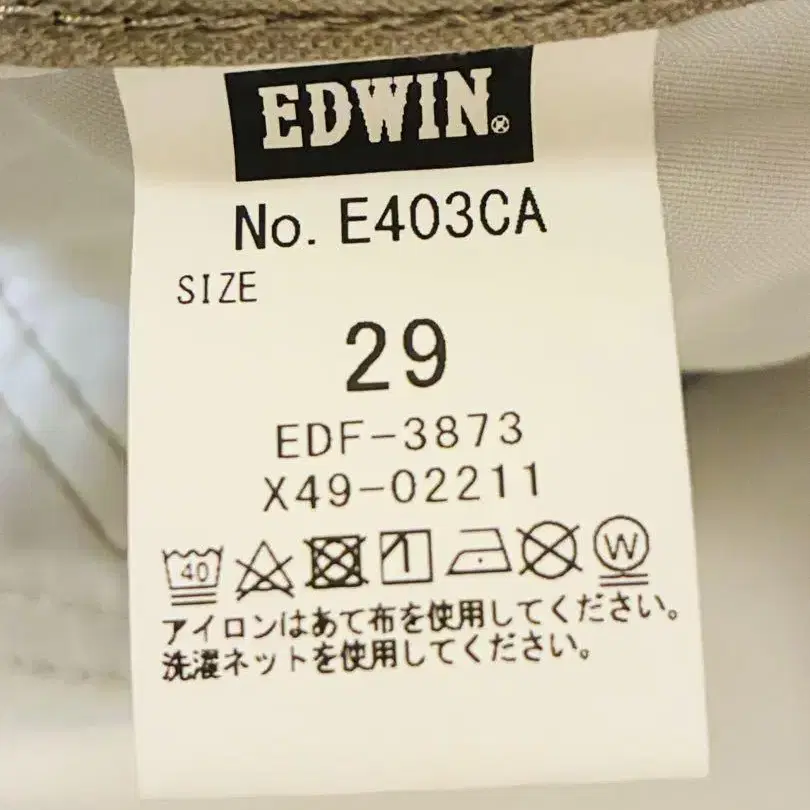 EDWIN®
No. E403CA
SIZE
29
EDF-3873
X49-02211
40
W
アイロンはあて布を使用してください。
洗濯ネットを使用してください。